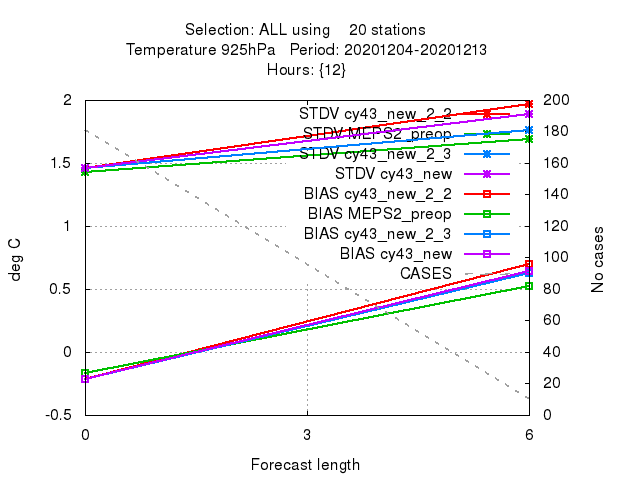 Selection: ALL using    20 stations
Temperature 925hPa   Period: 20201204-20201213
Hours: {12}
2
1.5
1
0.5
0
-0.5
deg C
200
180
160
140
120
100
80
60
40
20
0
No cases
STDV cy43_new_2_2
STDV MEPS2_preop
STDV cy43_new_2_3
STDV cy43_new
BIAS cy43_new_2_2
BIAS MEPS2_preop
BIAS cy43_new_2_3
BIAS cy43_new
CASES
0
3
6
Forecast length